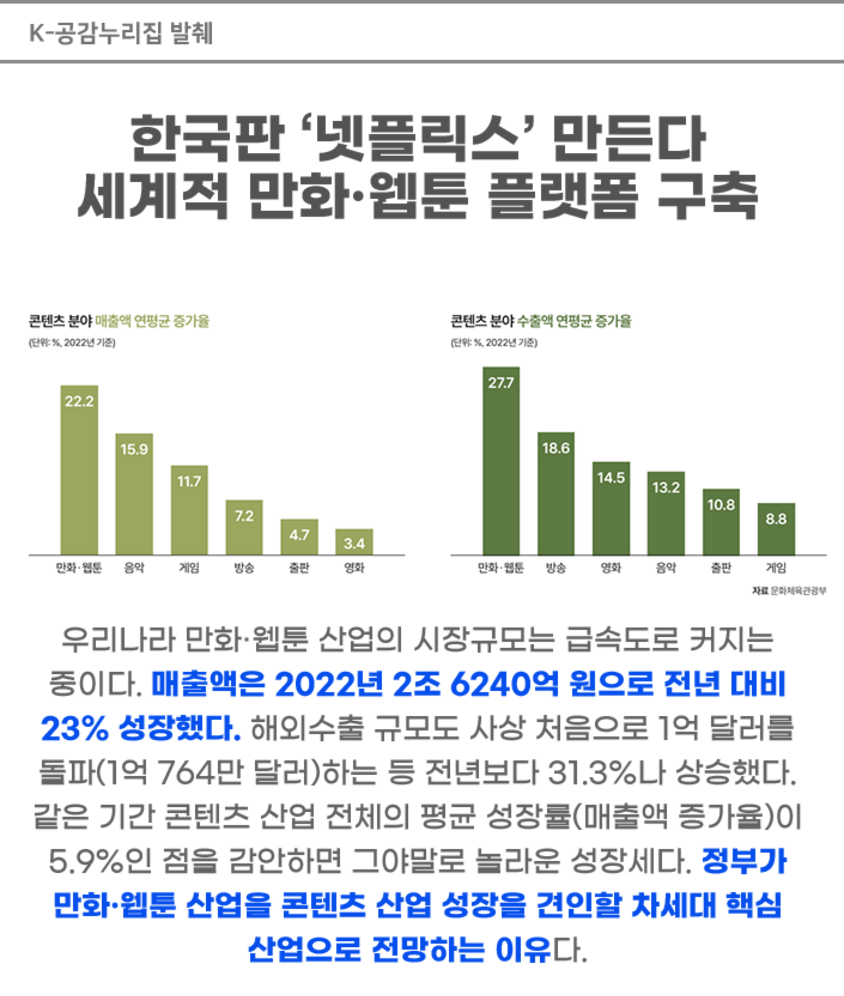 K-공감누리집 발췌
한국판 ‘넷플릭스’ 만든다
세계적 만화·웹툰 플랫폼 구축
콘텐츠 분야 매출액 연평균 증가율
(단위: %, 2022년 기준)
22.2
15.9
11.7
7.2
4.7
3.4
만화·웹툰 음악 게임 방송 출판 영화
콘텐츠 분야 수출액 연평균 증가율
(단위: %, 2022년 기준)
27.7
18.6
14.5
13.2
10.8
8.8
만화·웹툰 방송 영화 음악 출판 게임
자료 문화체육관광부
우리나라 만화·웹툰 산업의 시장규모는 급속도로 커지는
중이다. 매출액은 2022년 2조 6240억 원으로 전년 대비
23% 성장했다. 해외수출 규모도 사상 처음으로 1억 달러를
돌파(1억 764만 달러)하는 등 전년보다 31.3%나 상승했다.
같은 기간 콘텐츠 산업 전체의 평균 성장률(매출액 증가율)이
5.9%인 점을 감안하면 그야말로 놀라운 성장세다. 정부가
만화·웹툰 산업을 콘텐츠 산업 성장을 견인할 차세대 핵심
산업으로 전망하는 이유다.